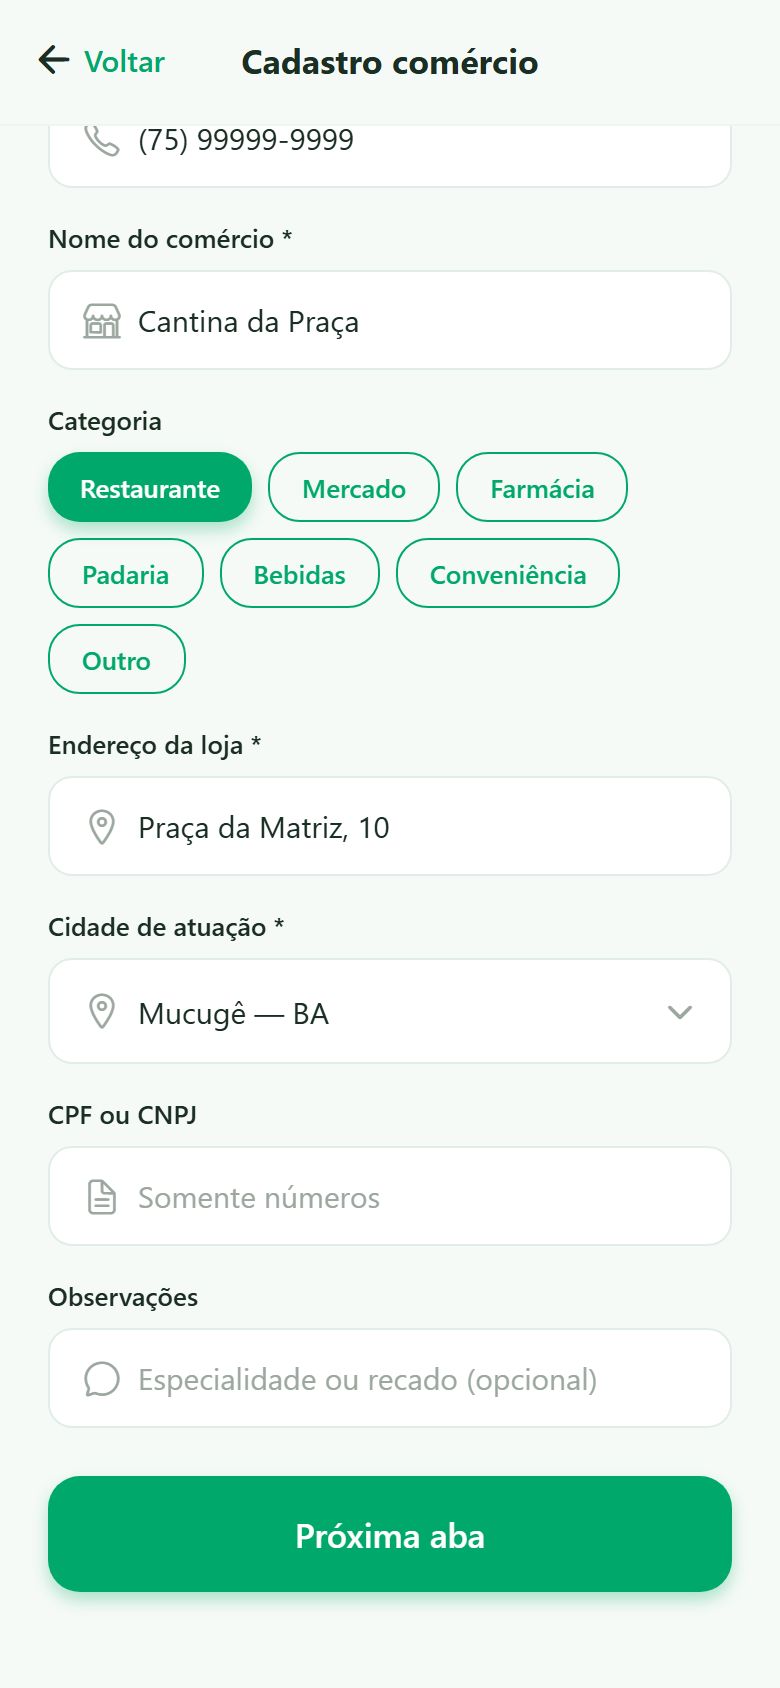 Voltar
Cadastro comércio
(75) 99999-9999
Nome do comércio *
Cantina da Praça
Categoria
Restaurante
Mercado
Farmácia
Padaria
Bebidas
Conveniência
Outro
Endereço da loja *
Praça da Matriz, 10
Cidade de atuação *
Mucugê — BA
CPF ou CNPJ
Somente números
Observações
Especialidade ou recado (opcional)
Próxima aba